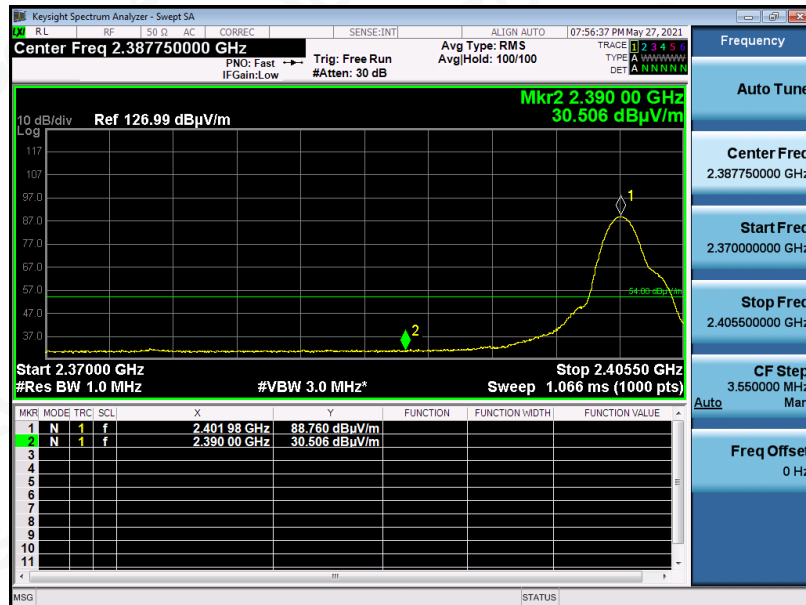 Keysight Spectrum Analyzer - Swept SA
LXI RL RF 50 Ω AC CORREC SENSE:INT ALIGN AUTO 07:56:37 PM May 27, 2021
Center Freq 2.387750000 GHz
PNO: Fast
IFGain:Low
Trig: Free Run
#Atten: 30 dB
Avg Type: RMS
Avg|Hold: 100/100
TRACE 1 2 3 4 5 6
TYPE A WWWWW
DET A N N N N N
Mkr2 2.390 00 GHz
30.506 dBµV/m
10 dB/div Ref 126.99 dBµV/m
Log
117
107
97.0
87.0
77.0
67.0
57.0
47.0
37.0
1
2
54.00 dBµV/m
Start 2.37000 GHz Stop 2.40550 GHz
#Res BW 1.0 MHz #VBW 3.0 MHz* Sweep 1.066 ms (1000 pts)
MKR MODE TRC SCL X Y FUNCTION FUNCTION WIDTH FUNCTION VALUE
1 N 1 f 2.401 98 GHz 88.760 dBµV/m
2 N 1 f 2.390 00 GHz 30.506 dBµV/m
3
4
5
6
7
8
9
10
11
MSG STATUS
Frequency
Auto Tune
Center Freq
2.387750000 GHz
Start Freq
2.370000000 GHz
Stop Freq
2.405500000 GHz
CF Step
3.550000 MHz
Auto Man
Freq Offset
0 Hz